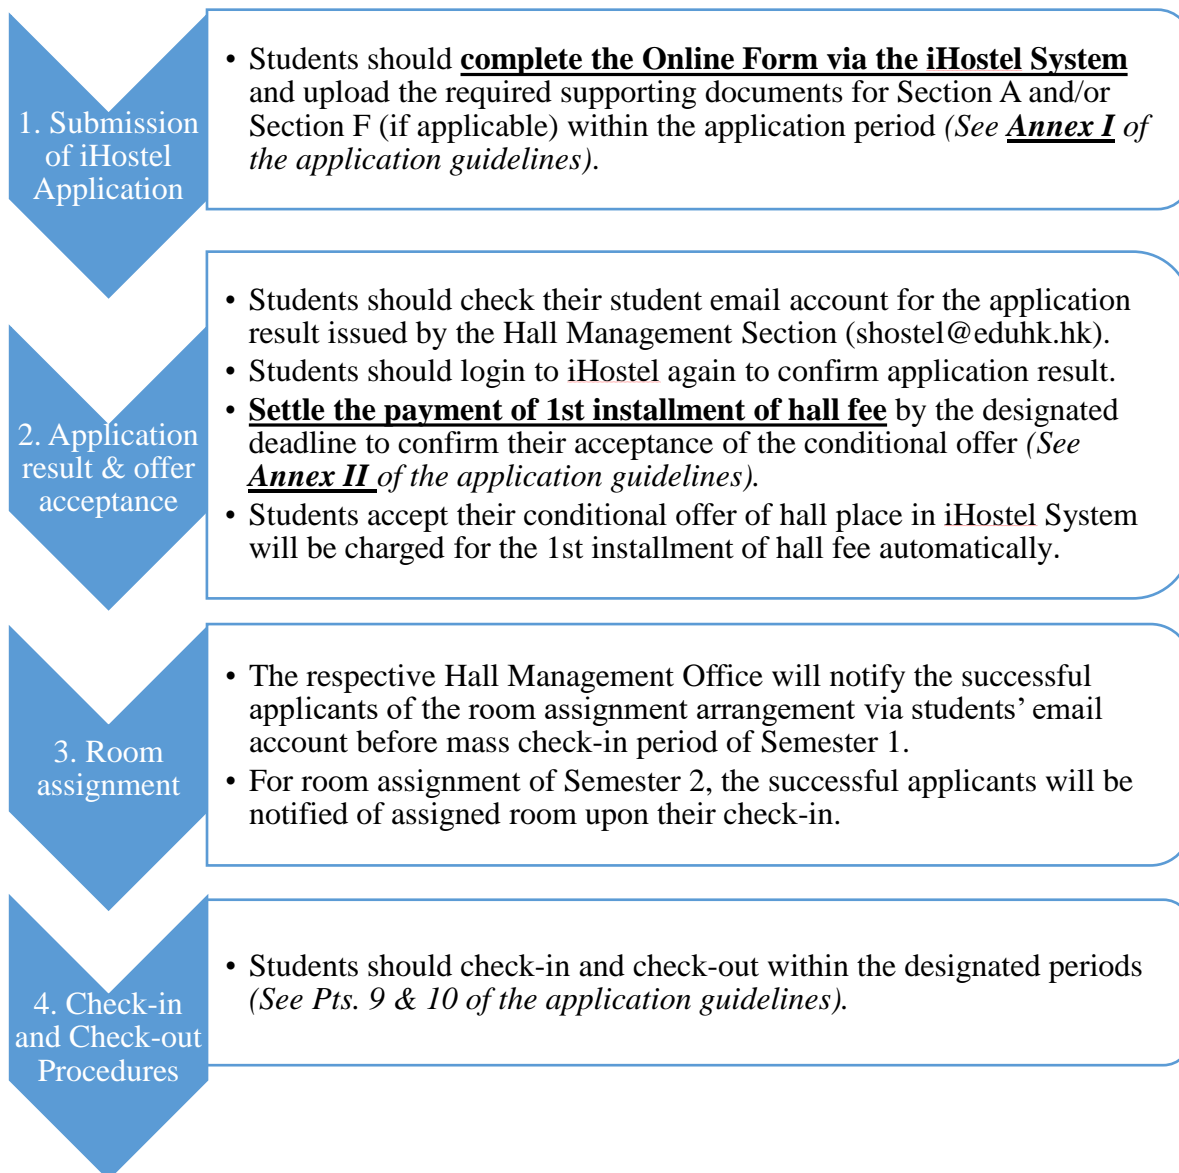 1. Submission
of iHostel
Application
• Students should complete the Online Form via the iHostel System
and upload the required supporting documents for Section A and/or
Section F (if applicable) within the application period (See Annex I of
the application guidelines).
2. Application
result & offer
acceptance
• Students should check their student email account for the application
result issued by the Hall Management Section (shostel@eduhk.hk).
• Students should login to iHostel again to confirm application result.
• Settle the payment of 1st installment of hall fee by the designated
deadline to confirm their acceptance of the conditional offer (See
Annex II of the application guidelines).
• Students accept their conditional offer of hall place in iHostel System
will be charged for the 1st installment of hall fee automatically.
3. Room
assignment
• The respective Hall Management Office will notify the successful
applicants of the room assignment arrangement via students’ email
account before mass check-in period of Semester 1.
• For room assignment of Semester 2, the successful applicants will be
notified of assigned room upon their check-in.
4. Check-in
and Check-out
Procedures
• Students should check-in and check-out within the designated periods
(See Pts. 9 & 10 of the application guidelines).